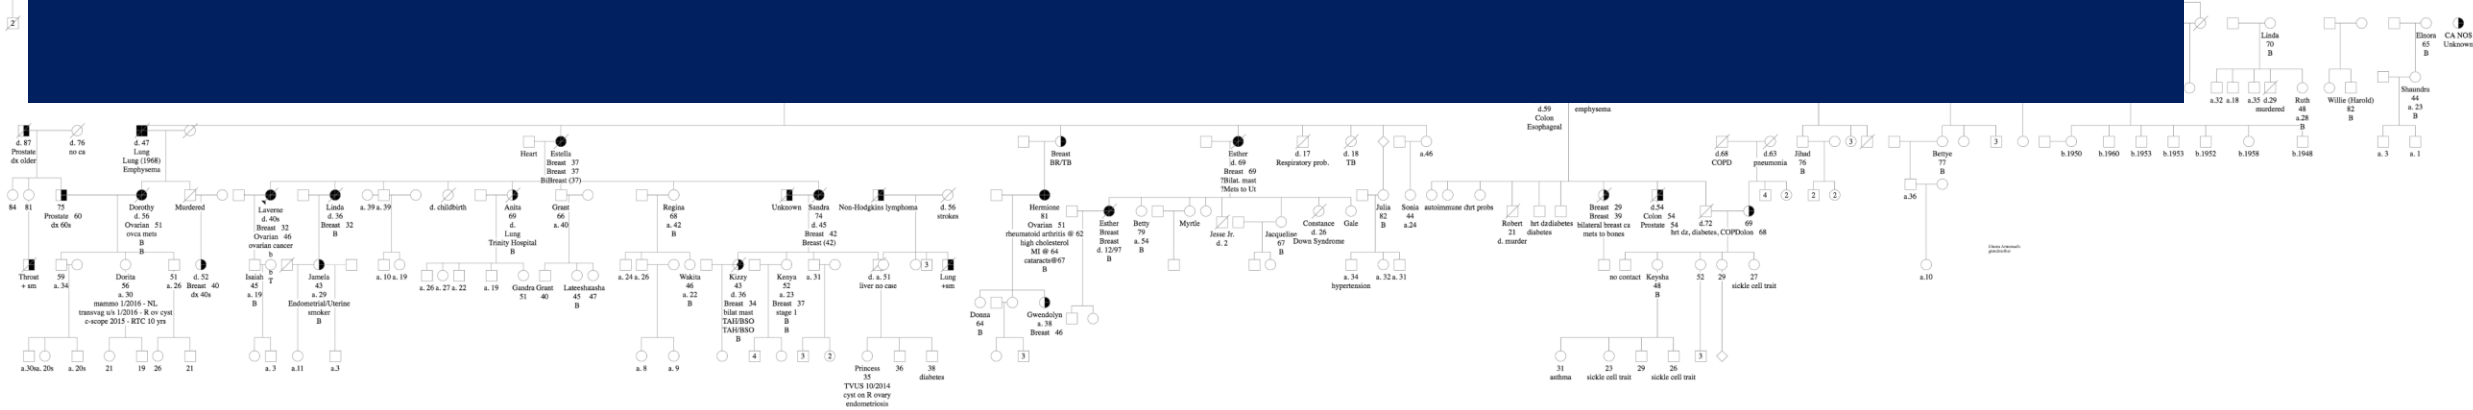 2
Linda
70
B
Elnora
65
B
CA NOS
Unknown
a.32 a.18
a.35 d.29
murdered
Ruth
48
a.28
B
Willie (Harold)
82
B
Shaundra
44
a. 23
B
d.59
Colon
Esophageal
emphysema
d. 87
Prostate
dx older
d. 76
no ca
d. 47
Lung
Lung (1968)
Emphysema
Heart
Estella
Breast 37
Breast 37
BilBreast (37)
Breast
BR/TB
Esther
d. 69
Breast 69
?Bilat. mast
?Mets to Ut
d. 17
Respiratory prob.
d. 18
TB
a.46
d.68
COPD
d.63
pneumonia
Jihad
76
B
3
Bettye
77
B
3
b.1950
b.1960
b.1953
b.1953
b.1952
b.1958
b.1948
a. 3
a. 1
84
81
75
Prostate 60
dx 60s
Dorothy
d. 56
Ovarian 51
ovca mets
B
B
Murdered
Laverne
d. 40s
Breast 32
Ovarian 46
ovarian cancer
b
b
T
Linda
d. 36
Breast 32
B
a. 39 a. 39
d. childbirth
Anita
69
d.
Lung
Trinity Hospital
B
Grant
66
a. 40
Regina
68
a. 42
B
Unknown
Sandra
74
d. 45
Breast 42
Breast (42)
Non-Hodgkins lymphoma
d. 56
strokes
Hermione
81
Ovarian 51
rheumatoid arthritis @ 62
high cholesterol
MI @ 64
cataracts@67
B
Esther
Breast
Breast
d. 12/97
Betty
79
a. 54
B
Myrtle
Jesse Jr.
d. 2
Jacqueline
67
B
Constance
d. 26
Down Syndrome
Gale
Julia
82
B
Sonia
44
a.24
autoimmune
hrt probs
Robert
21
d. murder
hrt dz
diabetes
diabetes
Breast 29
Breast 39
bilateral breast ca
mets to bones
d.54
Colon 54
Prostate 54
d.72
hrt dz, diabetes, COPD
69
Colon 68
4
2
2
2
a.36
Throat
+ sm
59
a. 34
Dorita
56
a. 30
mammo 1/2016 - NL
transvag u/s 1/2016 - R ov cyst
c-scope 2015 - RTC 10 yrs
51
a. 26
d. 52
Breast 40
dx 40s
Isaiah
45
a. 19
B
Jamela
43
a. 29
Endometrial/Uterine
smoker
B
a. 10 a. 19
a. 26 a. 27 a. 22
a. 19
Gandra
51
Grant
40
Lateesha
45
B
47
a. 24 a. 26
Wakita
46
a. 22
B
Kizzy
43
d. 36
Breast 34
bilat mast
TAH/BSO
TAH/BSO
B
Kenya
52
a. 23
Breast 37
stage 1
B
B
a. 31
d. a. 51
liver no case
3
Lung
+sm
Donna
64
B
Gwendolyn
a. 38
Breast 46
a. 34
hypertension
a. 32 a. 31
no contact
Keysha
48
B
52
29
27
sickle cell trait
a.10
a.30s
a. 20s
a. 20s
21
19
26
21
a. 3
a.11
a.3
a. 8
a. 9
4
3
2
Princess
35
TVUS 10/2014
cyst on R ovary
endometriosis
36
38
diabetes
3
31
asthma
23
sickle cell trait
29
26
sickle cell trait
3